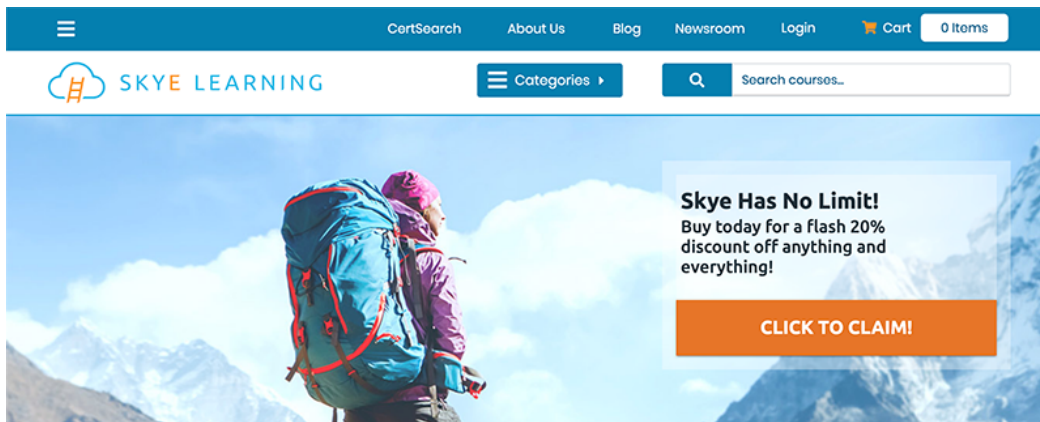 CertSearch About Us Blog Newsroom Login Cart 0 Items
SKYE LEARNING Categories Search courses...
Skye Has No Limit!
Buy today for a flash 20%
discount off anything and
everything!
CLICK TO CLAIM!